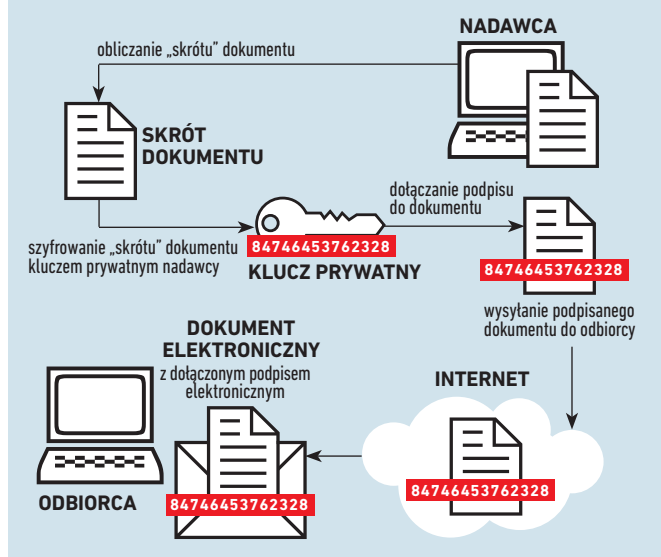 NADAWCA
obliczanie „skrótu” dokumentu
SKRÓT
DOKUMENTU
szyfrowanie „skrótu” dokumentu
kluczem prywatnym nadawcy
84746453762328
KLUCZ PRYWATNY
dołączanie podpisu
do dokumentu
84746453762328
wysyłanie podpisanego
dokumentu do odbiorcy
INTERNET
84746453762328
DOKUMENT
ELEKTRONICZNY
z dołączonym podpisem
elektronicznym
84746453762328
ODBIORCA